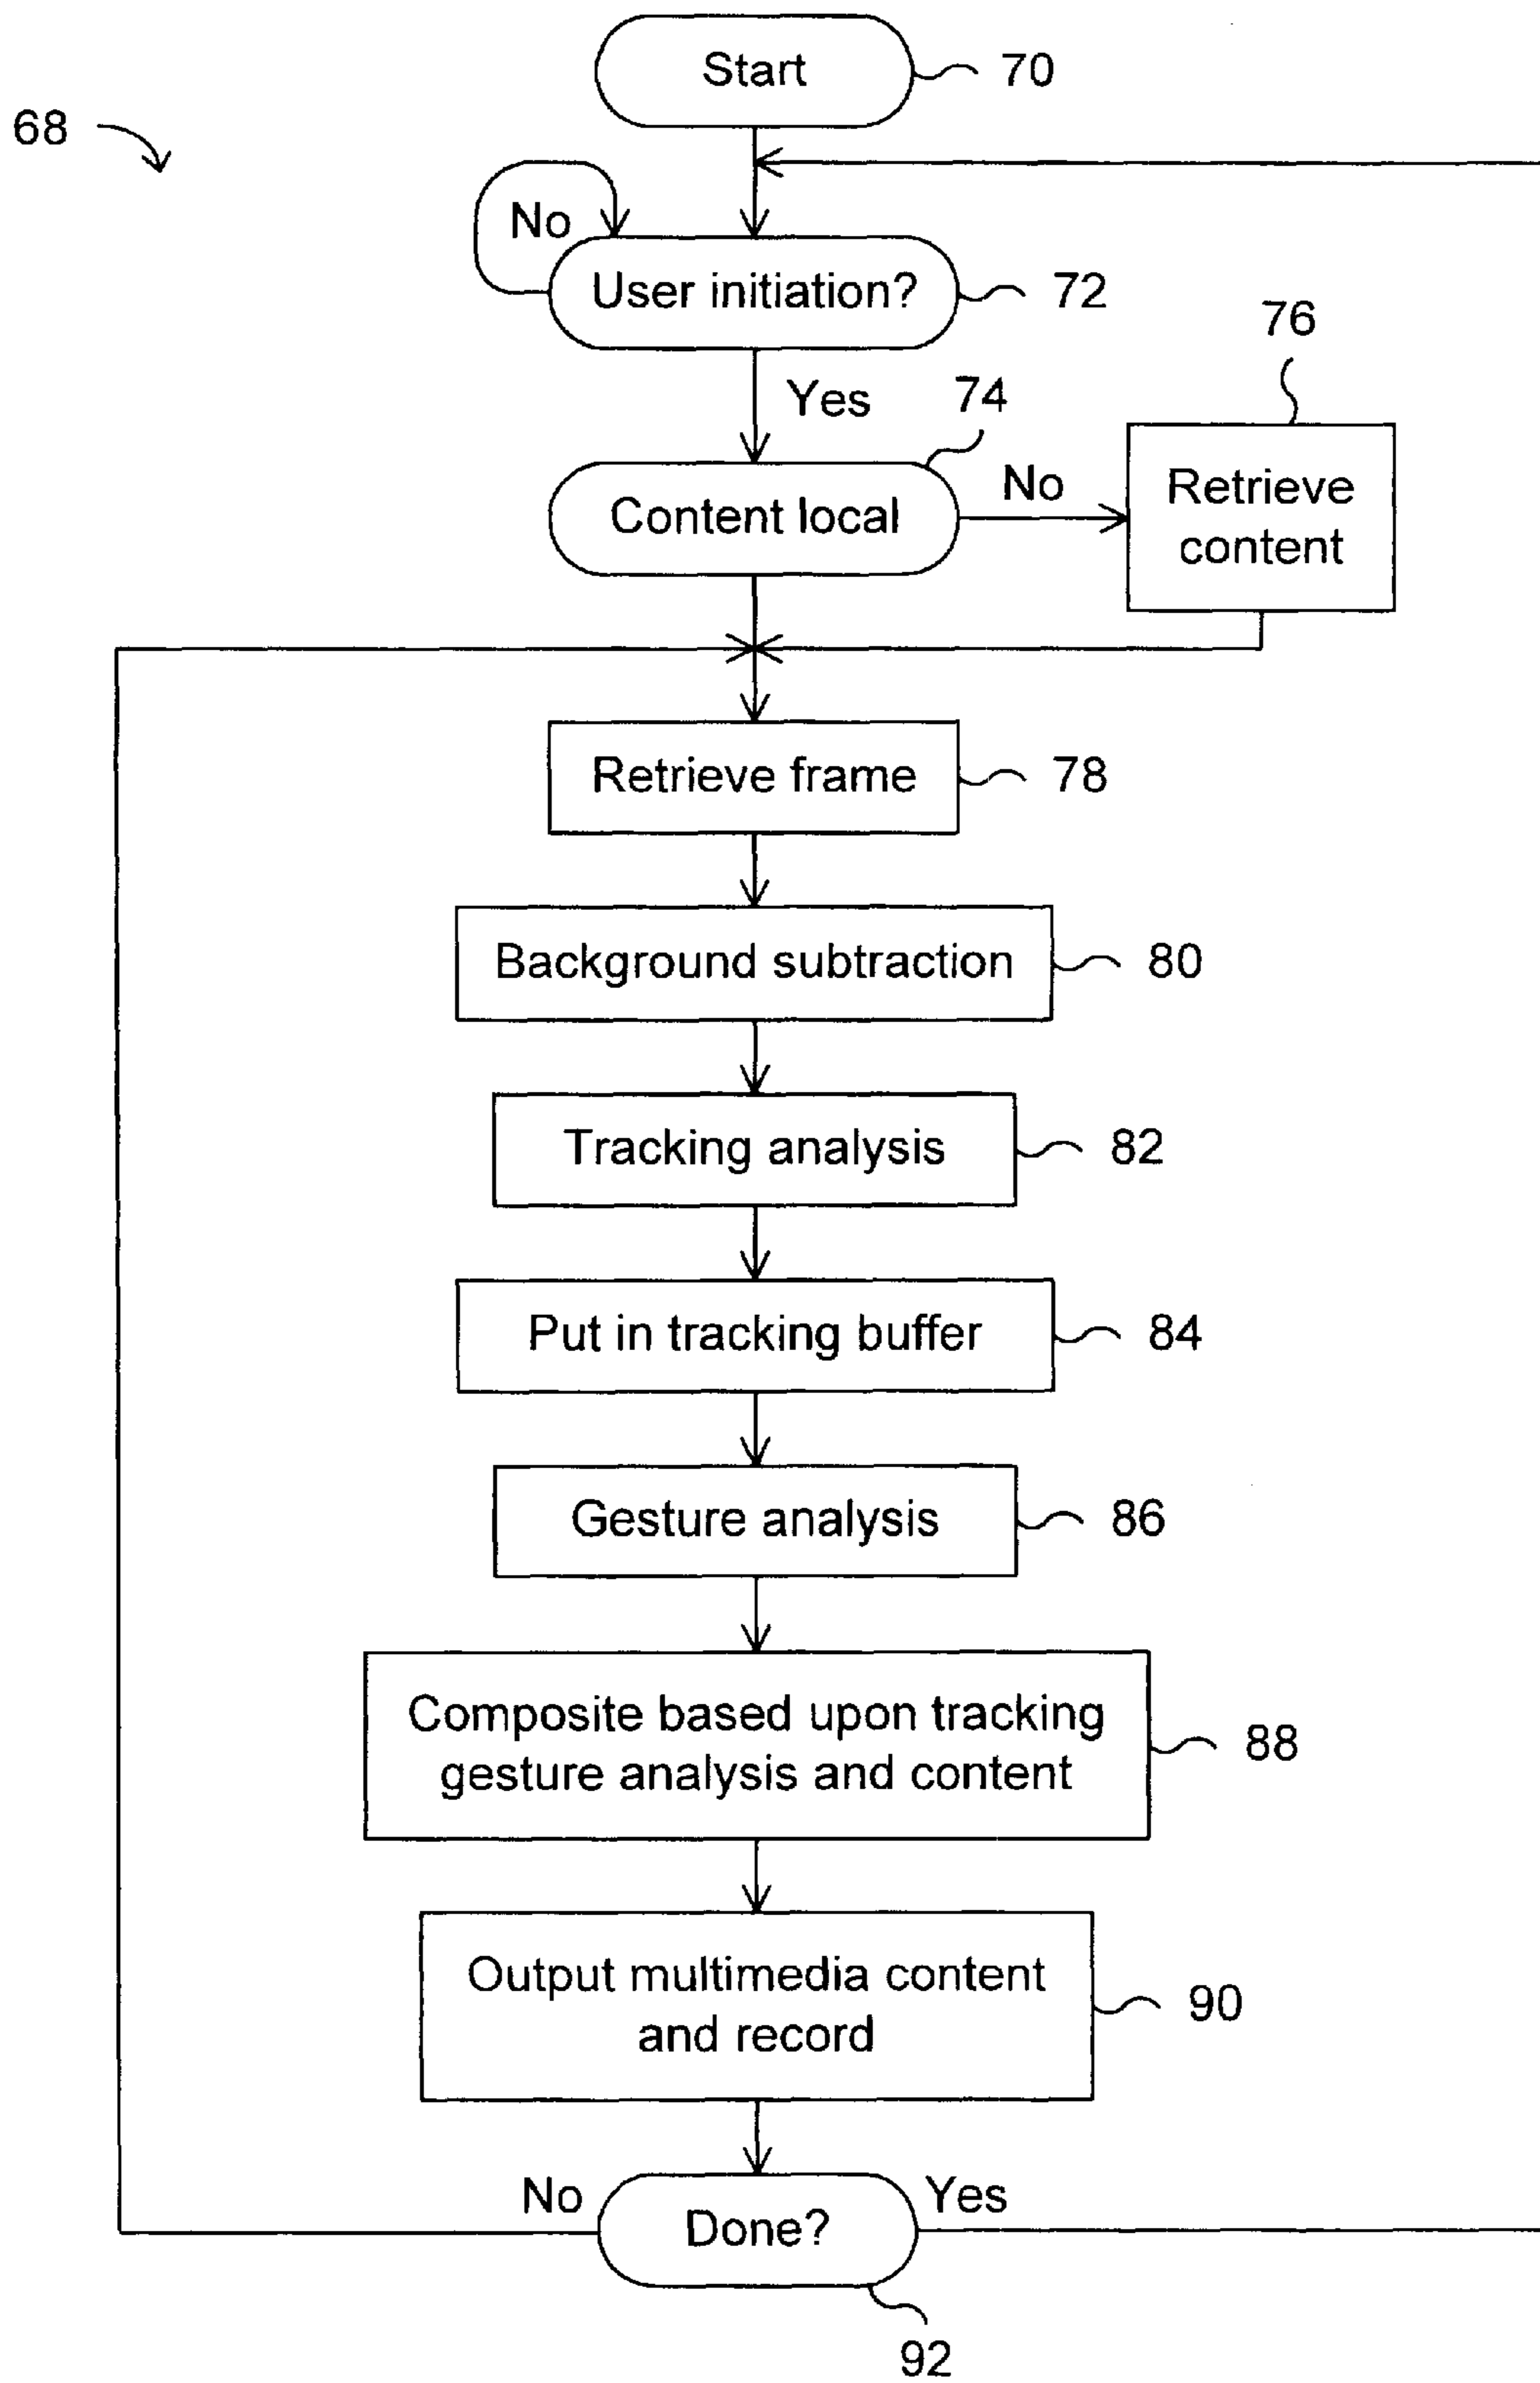 Start
70
68
No
User initiation?
72
76
Yes
74
Content local
No
Retrieve
content
Retrieve frame
78
Background subtraction
80
Tracking analysis
82
Put in tracking buffer
84
Gesture analysis
86
Composite based upon tracking
gesture analysis and content
88
Output multimedia content
and record
90
No
Done?
Yes
92